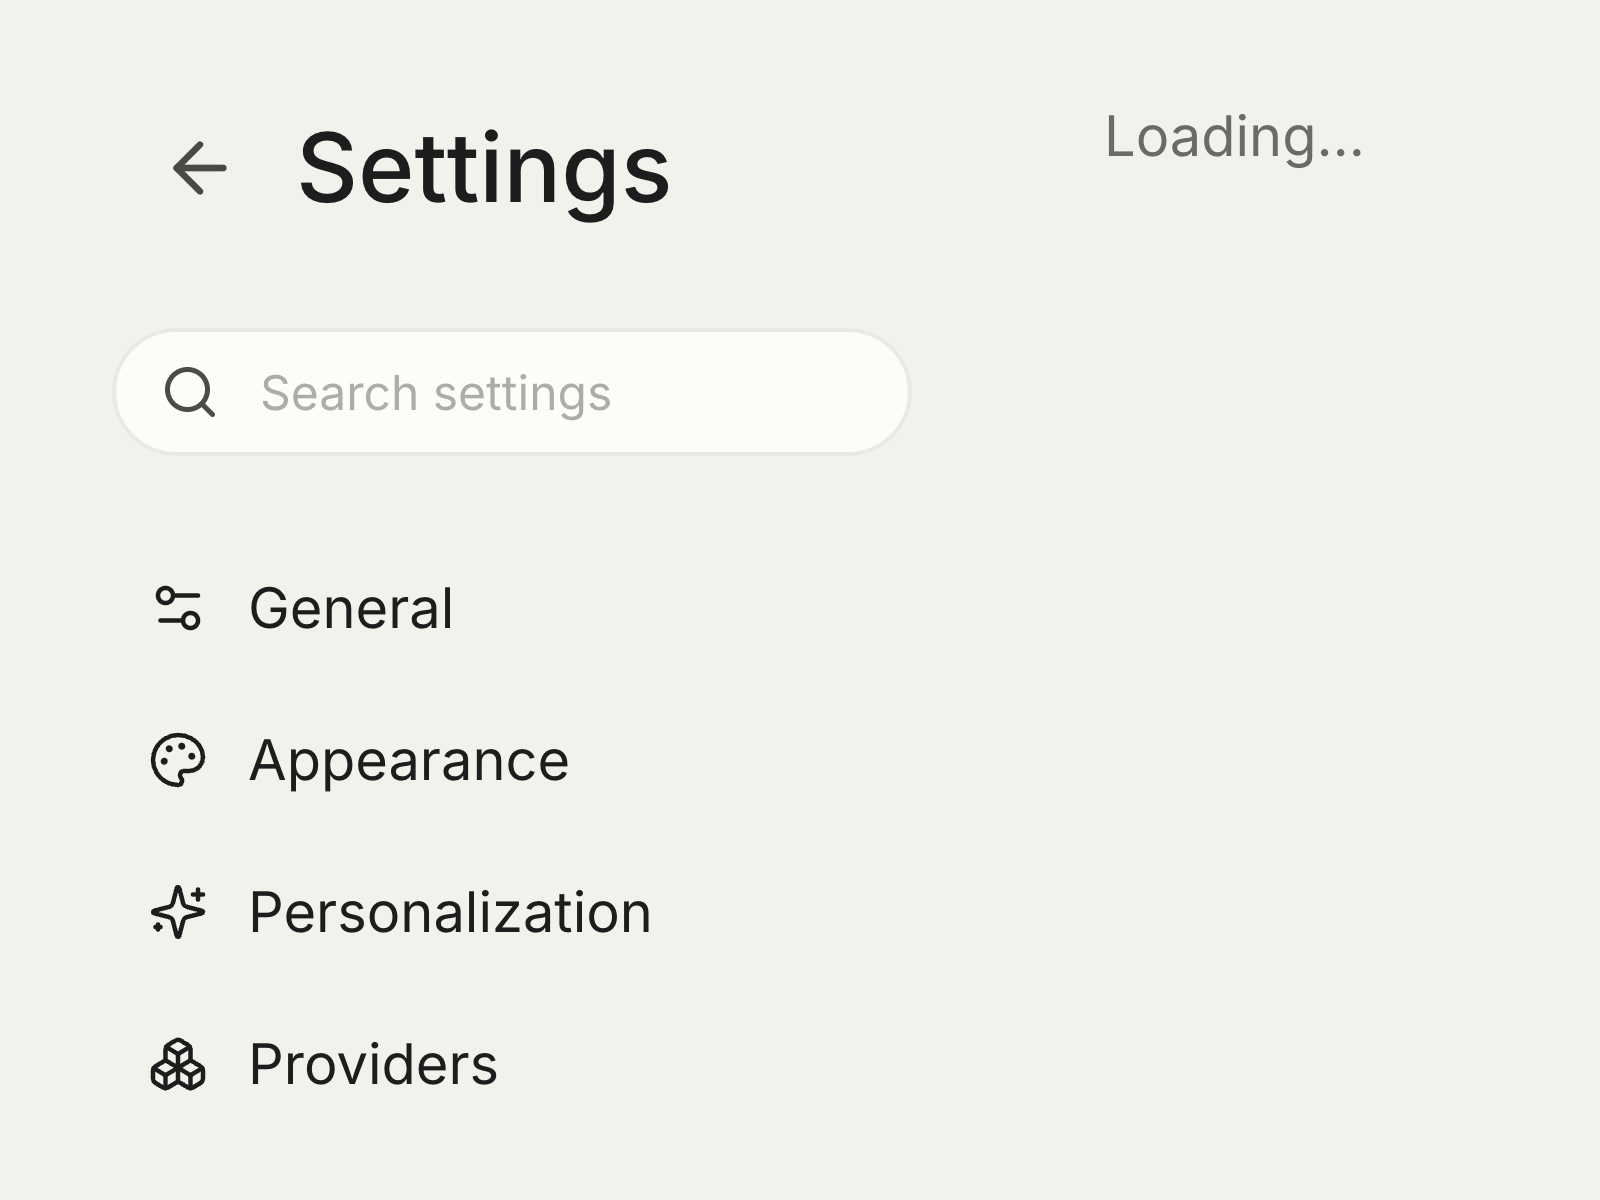 Settings
Loading...
Search settings
General
Appearance
Personalization
Providers